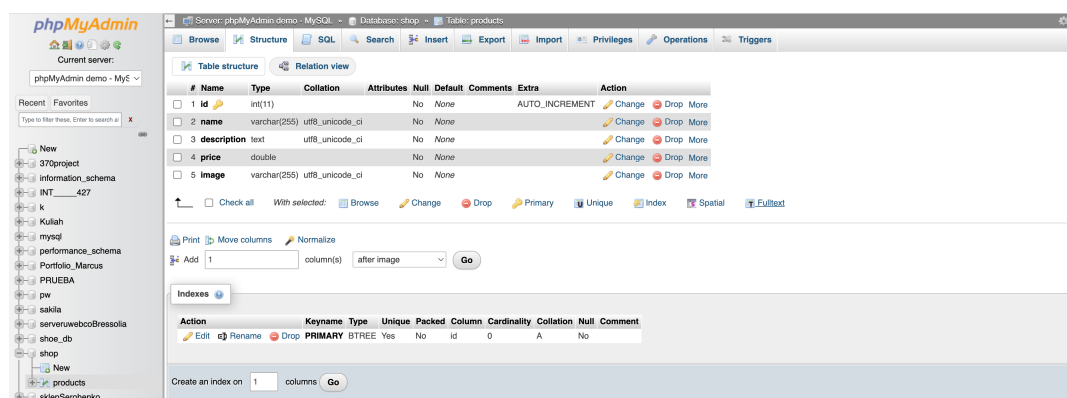 phpMyAdmin
Current server:
phpMyAdmin demo - MyS
Recent Favorites
Type to filter these, Enter to search al X
New
370project
information_schema
INT_____427
k
Kuliah
mysql
performance_schema
Portfolio_Marcus
PRUEBA
pw
sakila
serveruwebcoBressolia
shoe_db
shop
New
products
sklepSerohenko
Server: phpMyAdmin demo - MySQL » Database: shop » Table: products
Browse Structure SQL Search Insert Export Import Privileges Operations Triggers
Table structure Relation view
# Name Type Collation Attributes Null Default Comments Extra Action
1 id int(11) No None AUTO_INCREMENT Change Drop More
2 name varchar(255) utf8_unicode_ci No None Change Drop More
3 description text utf8_unicode_ci No None Change Drop More
4 price double No None Change Drop More
5 image varchar(255) utf8_unicode_ci No None Change Drop More
Check all With selected: Browse Change Drop Primary Unique Index Spatial Fulltext
Print Move columns Normalize
Add 1 column(s) after image Go
Indexes
Action Keyname Type Unique Packed Column Cardinality Collation Null Comment
Edit Rename Drop PRIMARY BTREE Yes No id 0 A No
Create an index on 1 columns Go